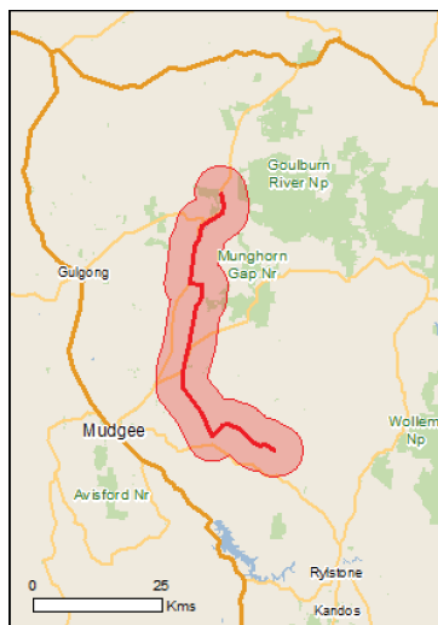 Goulburn
River Np
Munghorn
Gap Nr
Gulgong
Mudgee
Wollem
Np
Avisford Nr
Rylstone
Kandos
0
25
Kms